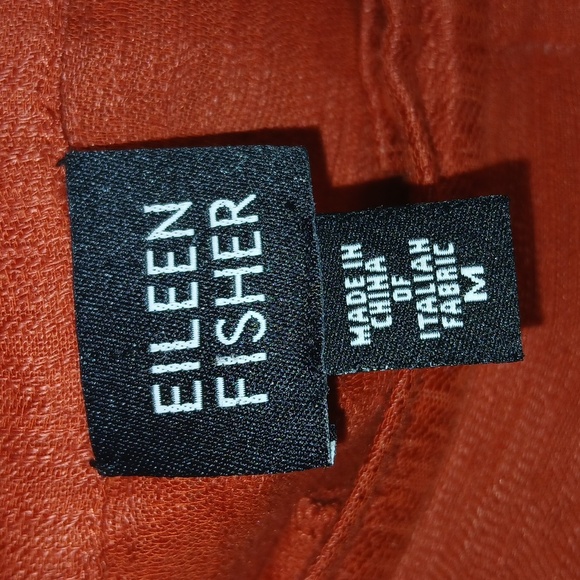 EILEEN
FISHER
MADE IN
CHINA
OF
ITALIAN
FABRIC
M